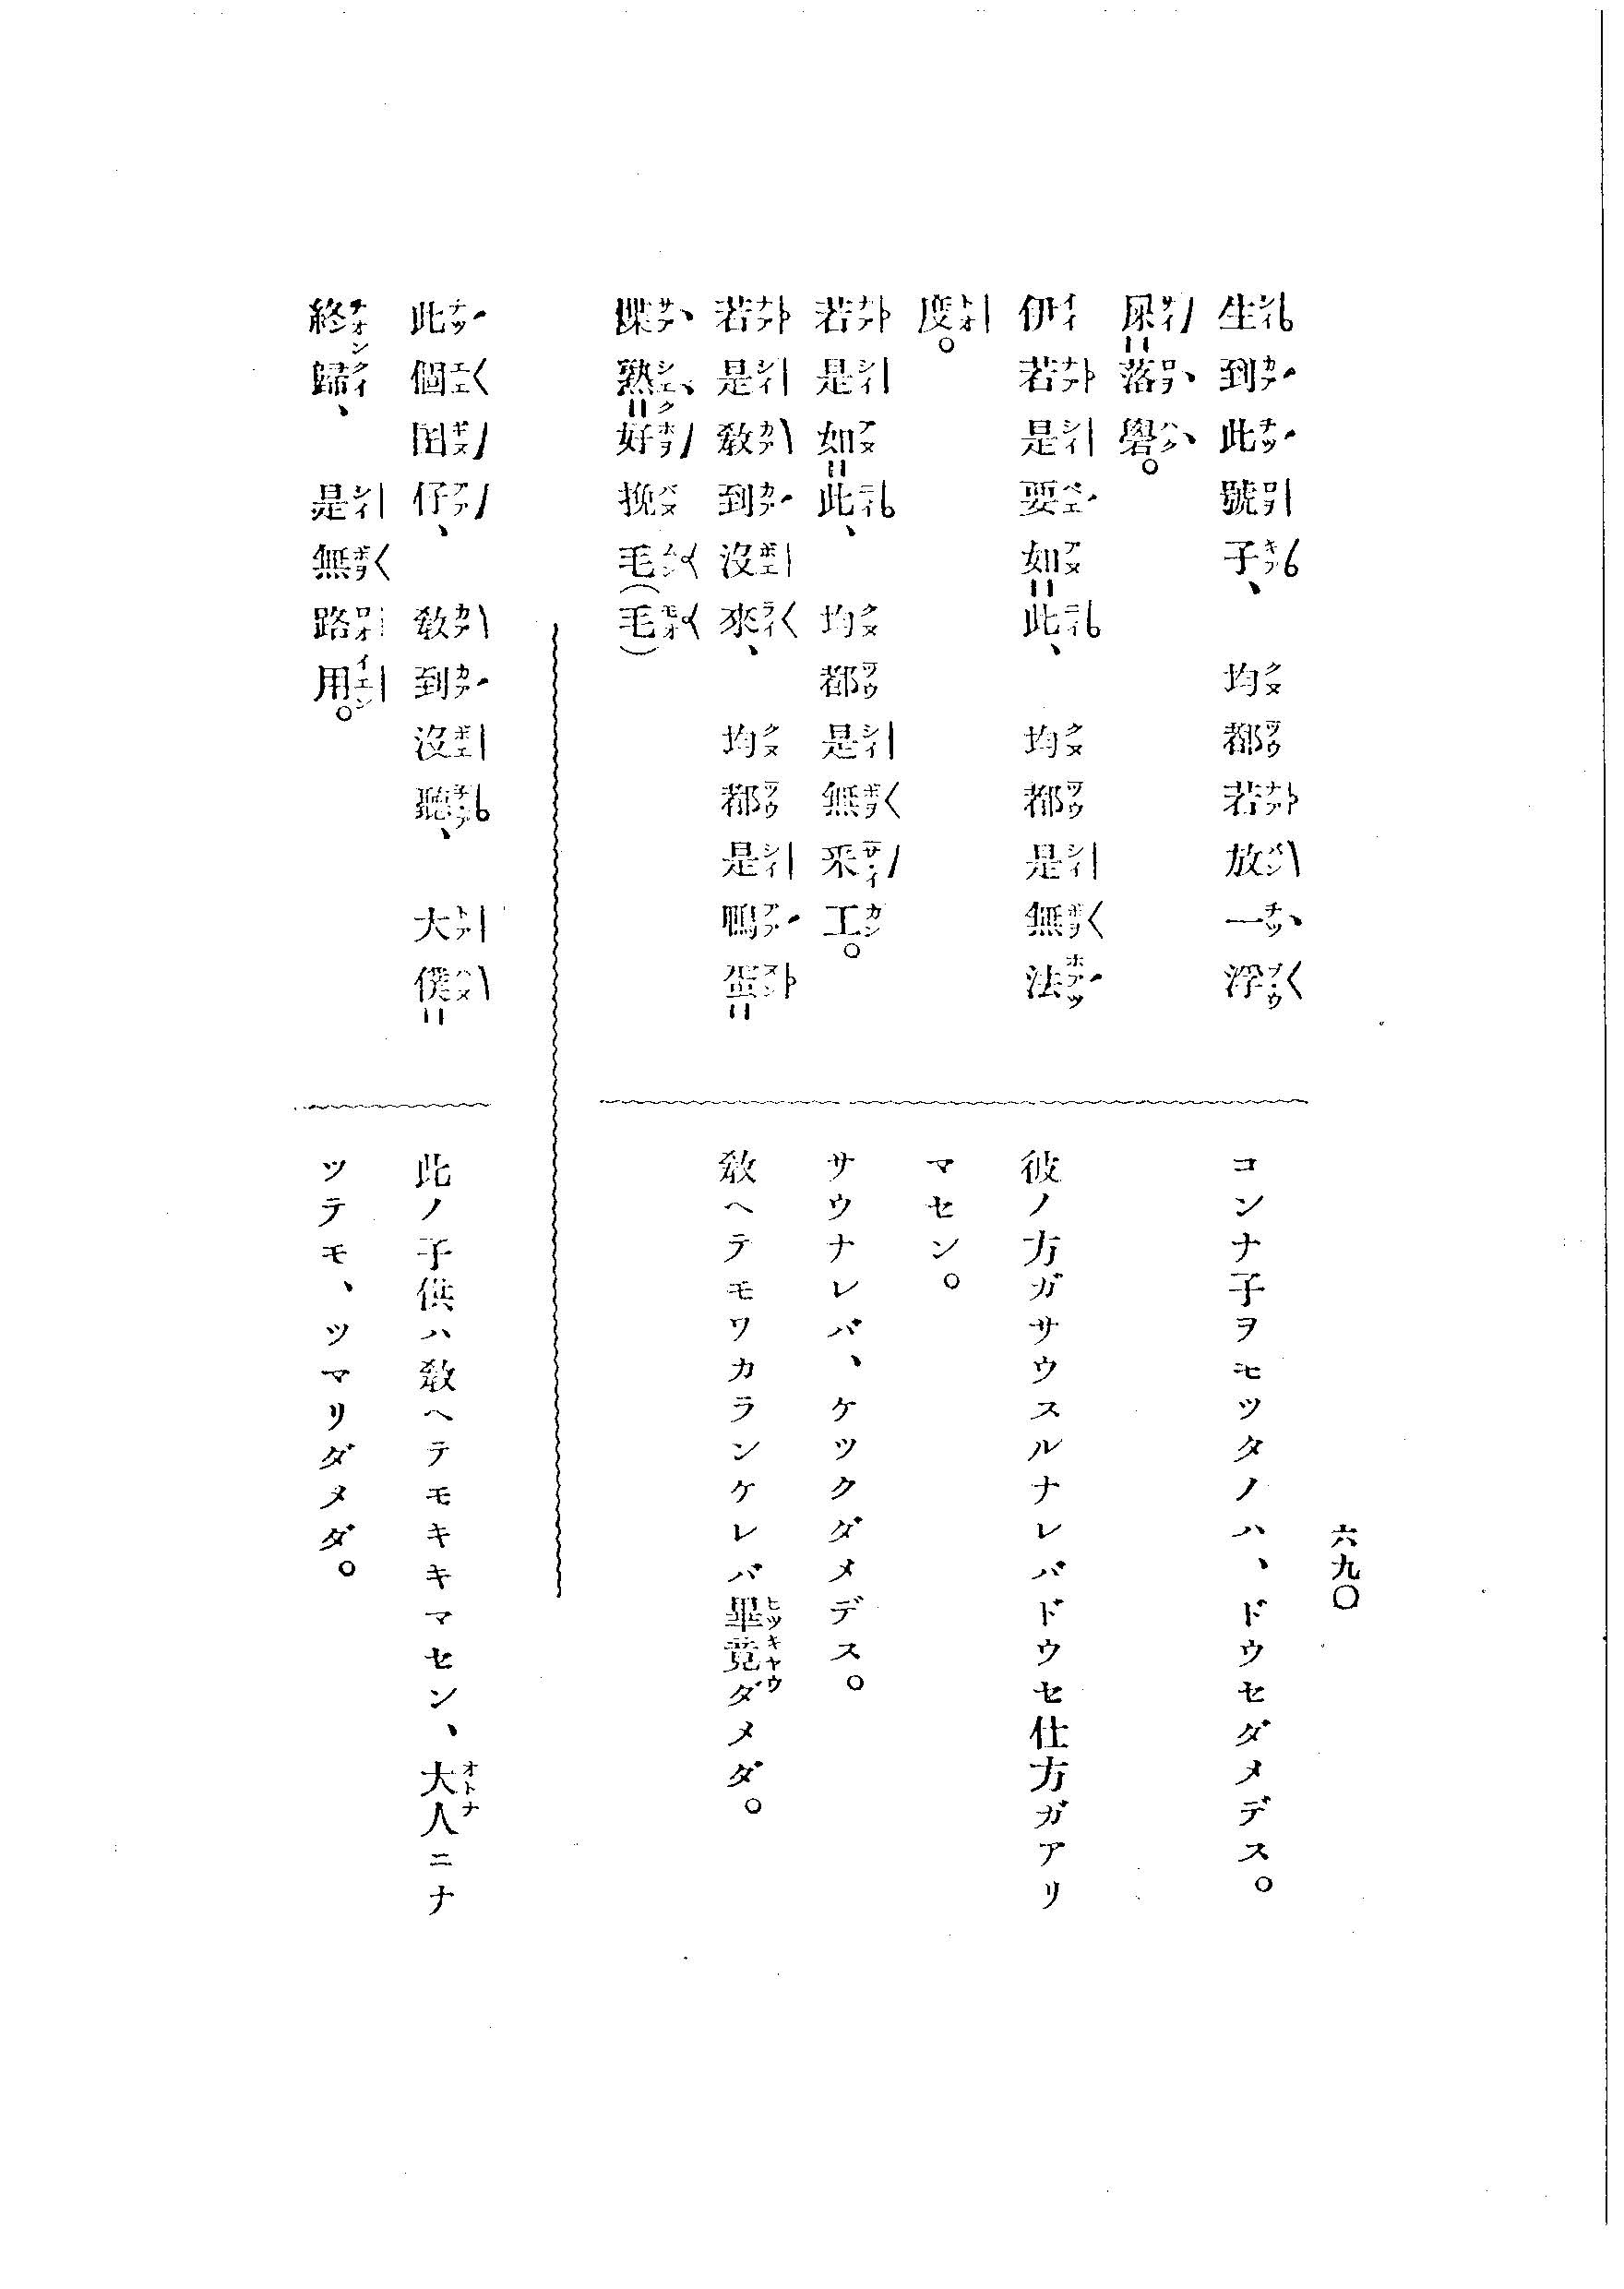 六九〇
生到此號子、　均都若放一浮
屎=落礐。
伊若是要如=此、　均都是無法
度。
若是如=此、　均都是無采工。
若是敎到沒來、　均都是鴨蛋=
煠熟=好挽毛(毛)
コンナ子ヲモツタノハ、ドウセダメデス。
彼ノ方ガサウスルナレバドウセ仕方ガアリ
マセン。
サウナレバ、ケツクダメデス。
敎ヘテモワカランケレバ畢竟ダメダ。
此個囝仔、　敎到沒聽、　大僕=
終歸、　是無路用。
此ノ子供ハ敎ヘテモキキマセン、大人ニナ
ツテモ、ツマリダメダ。